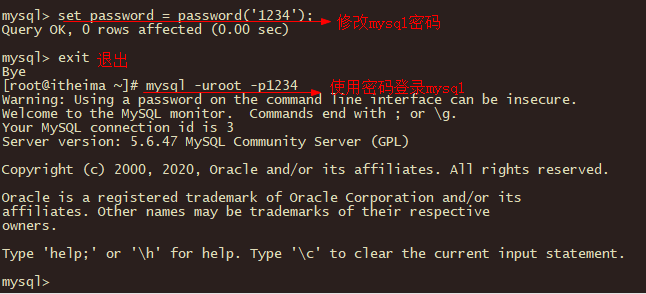 mysql> set password = password('1234'); 修改mysql密码
Query OK, 0 rows affected (0.00 sec)
mysql> exit 退出
Bye
[root@itheima ~]# mysql -uroot -p1234 使用密码登录mysql
Warning: Using a password on the command line interface can be insecure.
Welcome to the MySQL monitor.  Commands end with ; or \g.
Your MySQL connection id is 3
Server version: 5.6.47 MySQL Community Server (GPL)
Copyright (c) 2000, 2020, Oracle and/or its affiliates. All rights reserved.
Oracle is a registered trademark of Oracle Corporation and/or its
affiliates. Other names may be trademarks of their respective
owners.
Type 'help;' or '\h' for help. Type '\c' to clear the current input statement.
mysql>